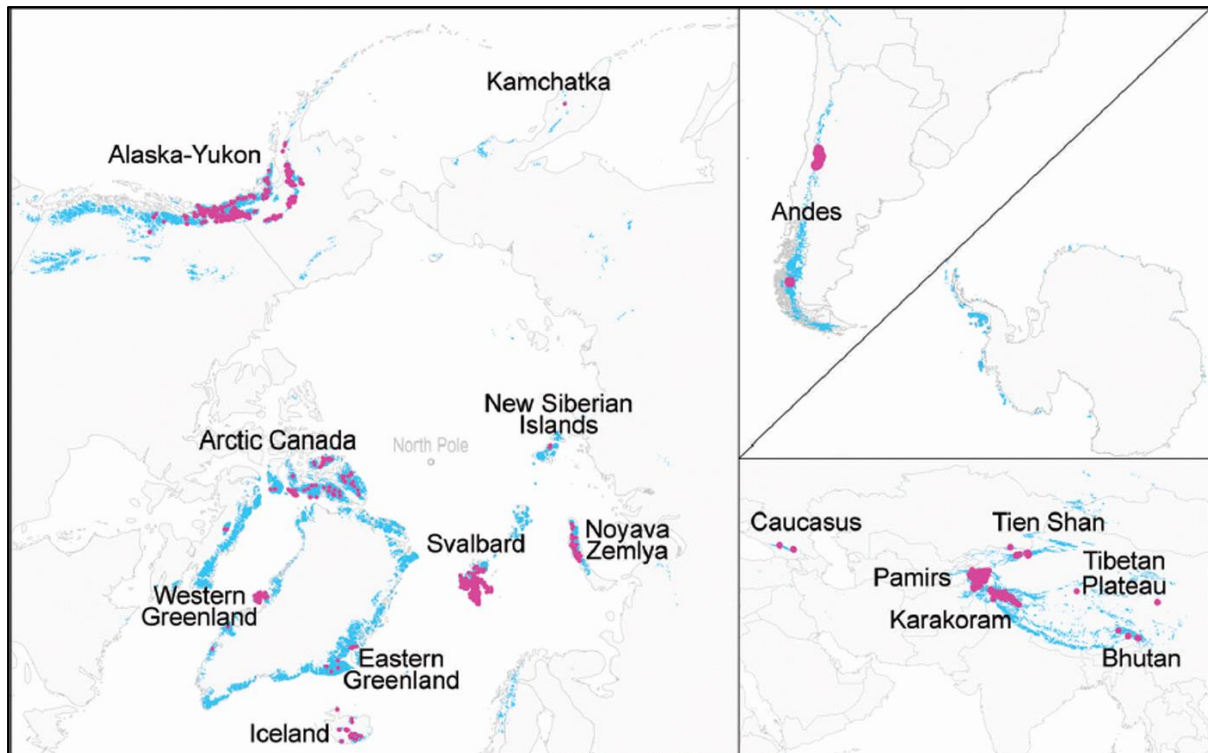 Kamchatka
Alaska-Yukon
Andes
New Siberian
Islands
Arctic Canada
North Pole
Svalbard
Noyava
Zemlya
Western
Greenland
Eastern
Greenland
Iceland
Caucasus
Tien Shan
Pamirs
Tibetan
Plateau
Karakoram
Bhutan